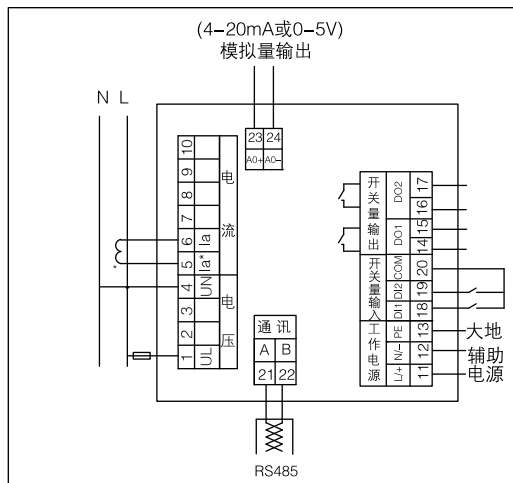 (4-20mA或0-5V)
模拟量输出
N L
23 24
A0+ A0-
10
9
8
7
6 Ia
5 Ia*
4 UN
3
2
1 UL
电流
电压
*
通讯
A B
21 22
RS485
开关量输出
DO2 17
16
DO1 15
14
开关量输入
COM 20
DI2 19
DI1 18
工作电源
PE 13 大地
N/- 12 辅助
L/+ 11 电源